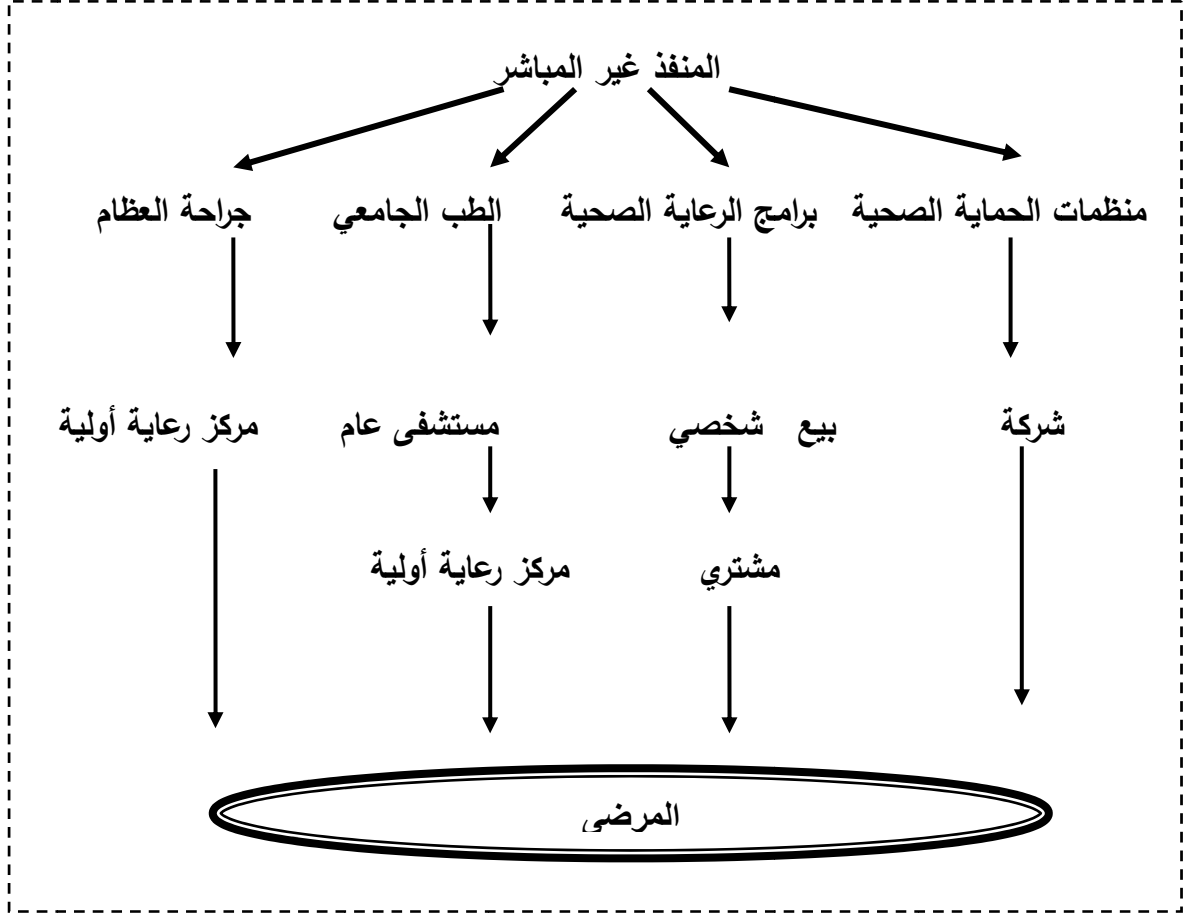 المنفذ غير المباشر
منظمات الحماية الصحية برامج الرعاية الصحية الطب الجامعي جراحة العظام
شركة بيع شخصي مستشفى عام مركز رعاية أولية
مشتري مركز رعاية أولية
المرضى